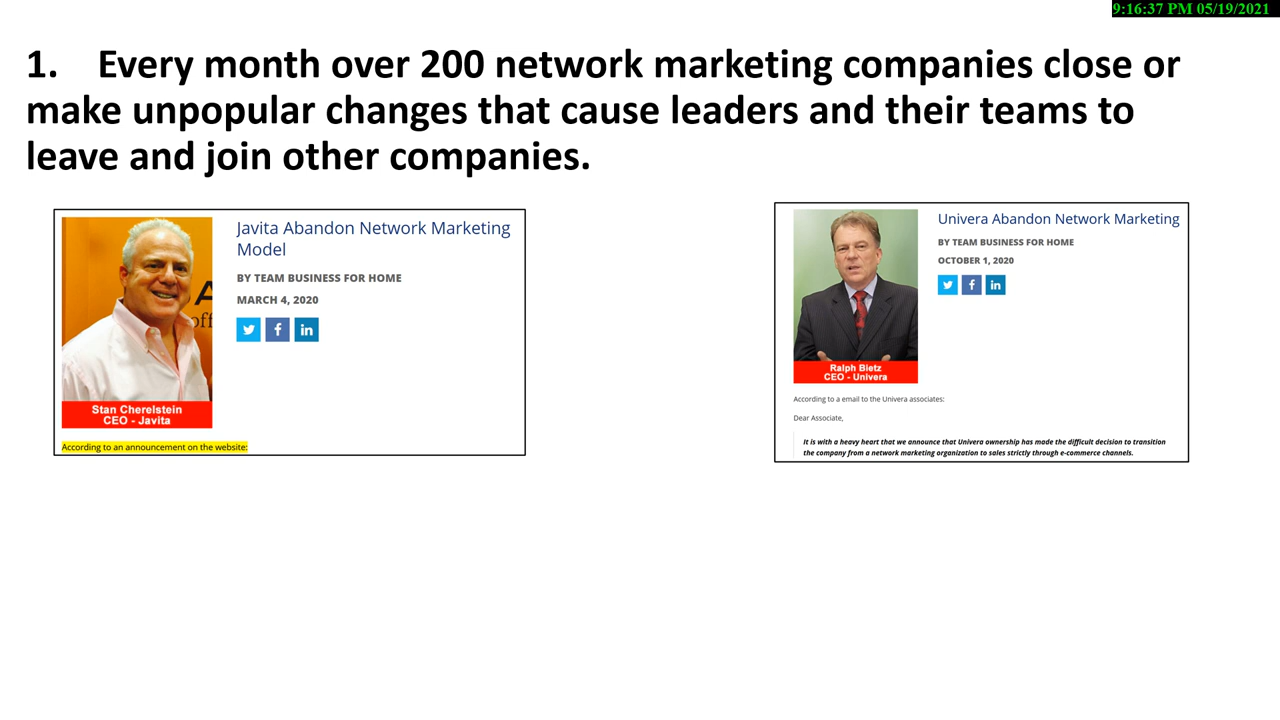 9:16:37 PM 05/19/2021
1. Every month over 200 network marketing companies close or
make unpopular changes that cause leaders and their teams to
leave and join other companies.
Javita Abandon Network Marketing
Model
BY TEAM BUSINESS FOR HOME
MARCH 4, 2020
A
off
Stan Cherelstein
CEO - Javita
According to an announcement on the website:
Univera Abandon Network Marketing
BY TEAM BUSINESS FOR HOME
OCTOBER 1, 2020
Ralph Bietz
CEO - Univera
According to a email to the Univera associates:
Dear Associate,
It is with a heavy heart that we announce that Univera ownership has made the difficult decision to transition
the company from a network marketing organization to sales strictly through e-commerce channels.